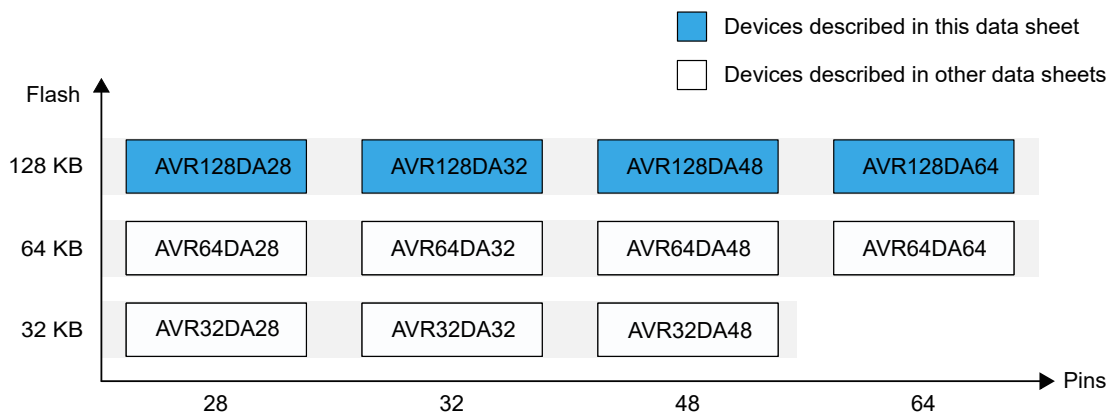 Devices described in this data sheet
Devices described in other data sheets
Flash
128 KB AVR128DA28 AVR128DA32 AVR128DA48 AVR128DA64
64 KB AVR64DA28 AVR64DA32 AVR64DA48 AVR64DA64
32 KB AVR32DA28 AVR32DA32 AVR32DA48
Pins
28 32 48 64